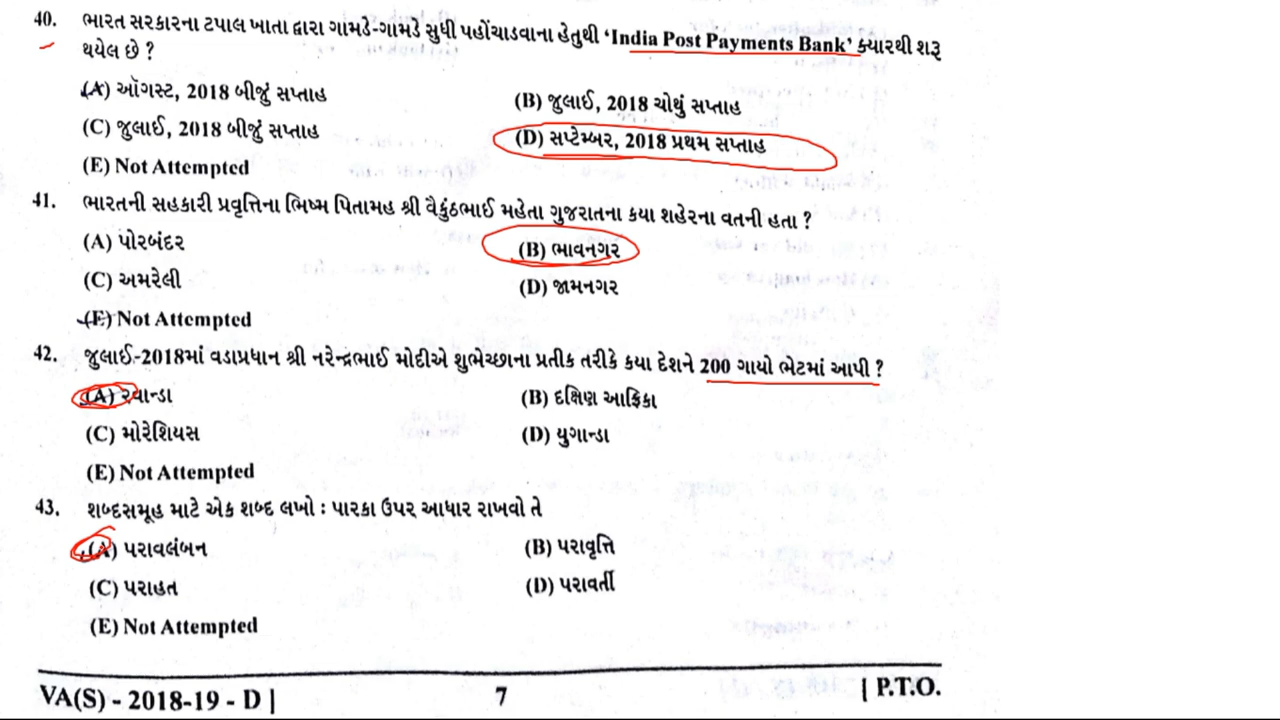 40. ભારત સરકારના ટપાલ ખાતા દ્વારા ગામડે-ગામડે સુધી પહોંચાડવાના હેતુથી ‘India Post Payments Bank’ ક્યારથી શરૂ
થયેલ છે ?
(A) ઑગસ્ટ, 2018 બીજું સપ્તાહ (B) જુલાઈ, 2018 ચોથું સપ્તાહ
(C) જુલાઈ, 2018 બીજું સપ્તાહ (D) સપ્ટેમ્બર, 2018 પ્રથમ સપ્તાહ
(E) Not Attempted
41. ભારતની સહકારી પ્રવૃત્તિના ભિષ્મ પિતામહ શ્રી વૈકુંઠભાઈ મહેતા ગુજરાતના કયા શહેરના વતની હતા ?
(A) પોરબંદર (B) ભાવનગર
(C) અમરેલી (D) જામનગર
(E) Not Attempted
42. જુલાઈ-2018માં વડાપ્રધાન શ્રી નરેન્દ્રભાઈ મોદીએ શુભેચ્છાના પ્રતીક તરીકે કયા દેશને 200 ગાયો ભેટમાં આપી ?
(A) રવાન્ડા (B) દક્ષિણ આફ્રિકા
(C) મોરેશિયસ (D) યુગાન્ડા
(E) Not Attempted
43. શબ્દસમૂહ માટે એક શબ્દ લખો : પારકા ઉપર આધાર રાખવો તે
(A) પરાવલંબન (B) પરાવૃત્તિ
(C) પરાહત (D) પરાવર્તી
(E) Not Attempted
VA(S) - 2018-19 - D ] 7 [ P.T.O.